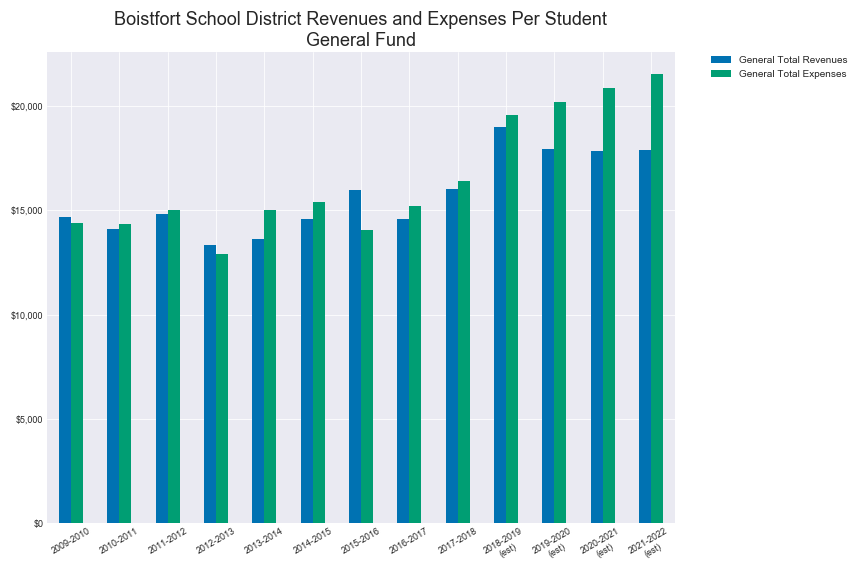 Boistfort School District Revenues and Expenses Per Student
General Fund
General Total Revenues
General Total Expenses
$20,000
$15,000
$10,000
$5,000
$0
2009-2010
2010-2011
2011-2012
2012-2013
2013-2014
2014-2015
2015-2016
2016-2017
2017-2018
2018-2019
(est)
2019-2020
(est)
2020-2021
(est)
2021-2022
(est)